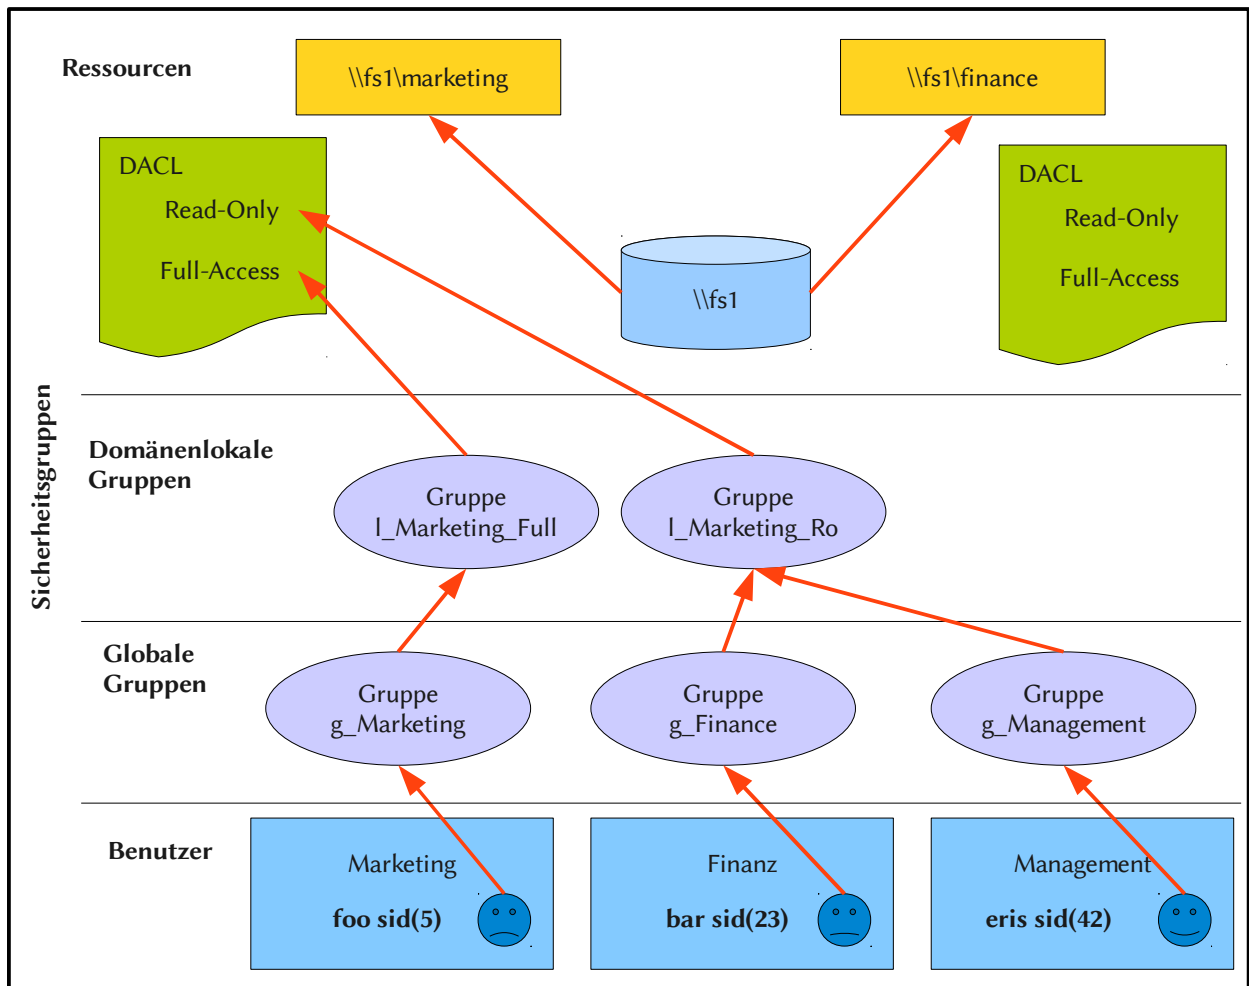 Ressourcen
\\fs1\marketing
\\fs1\finance
DACL
Read-Only
Full-Access
\\fs1
DACL
Read-Only
Full-Access
Sicherheitsgruppen
Domänenlokale
Gruppen
Gruppe
l_Marketing_Full
Gruppe
l_Marketing_Ro
Globale
Gruppen
Gruppe
g_Marketing
Gruppe
g_Finance
Gruppe
g_Management
Benutzer
Marketing
foo sid(5)
Finanz
bar sid(23)
Management
eris sid(42)